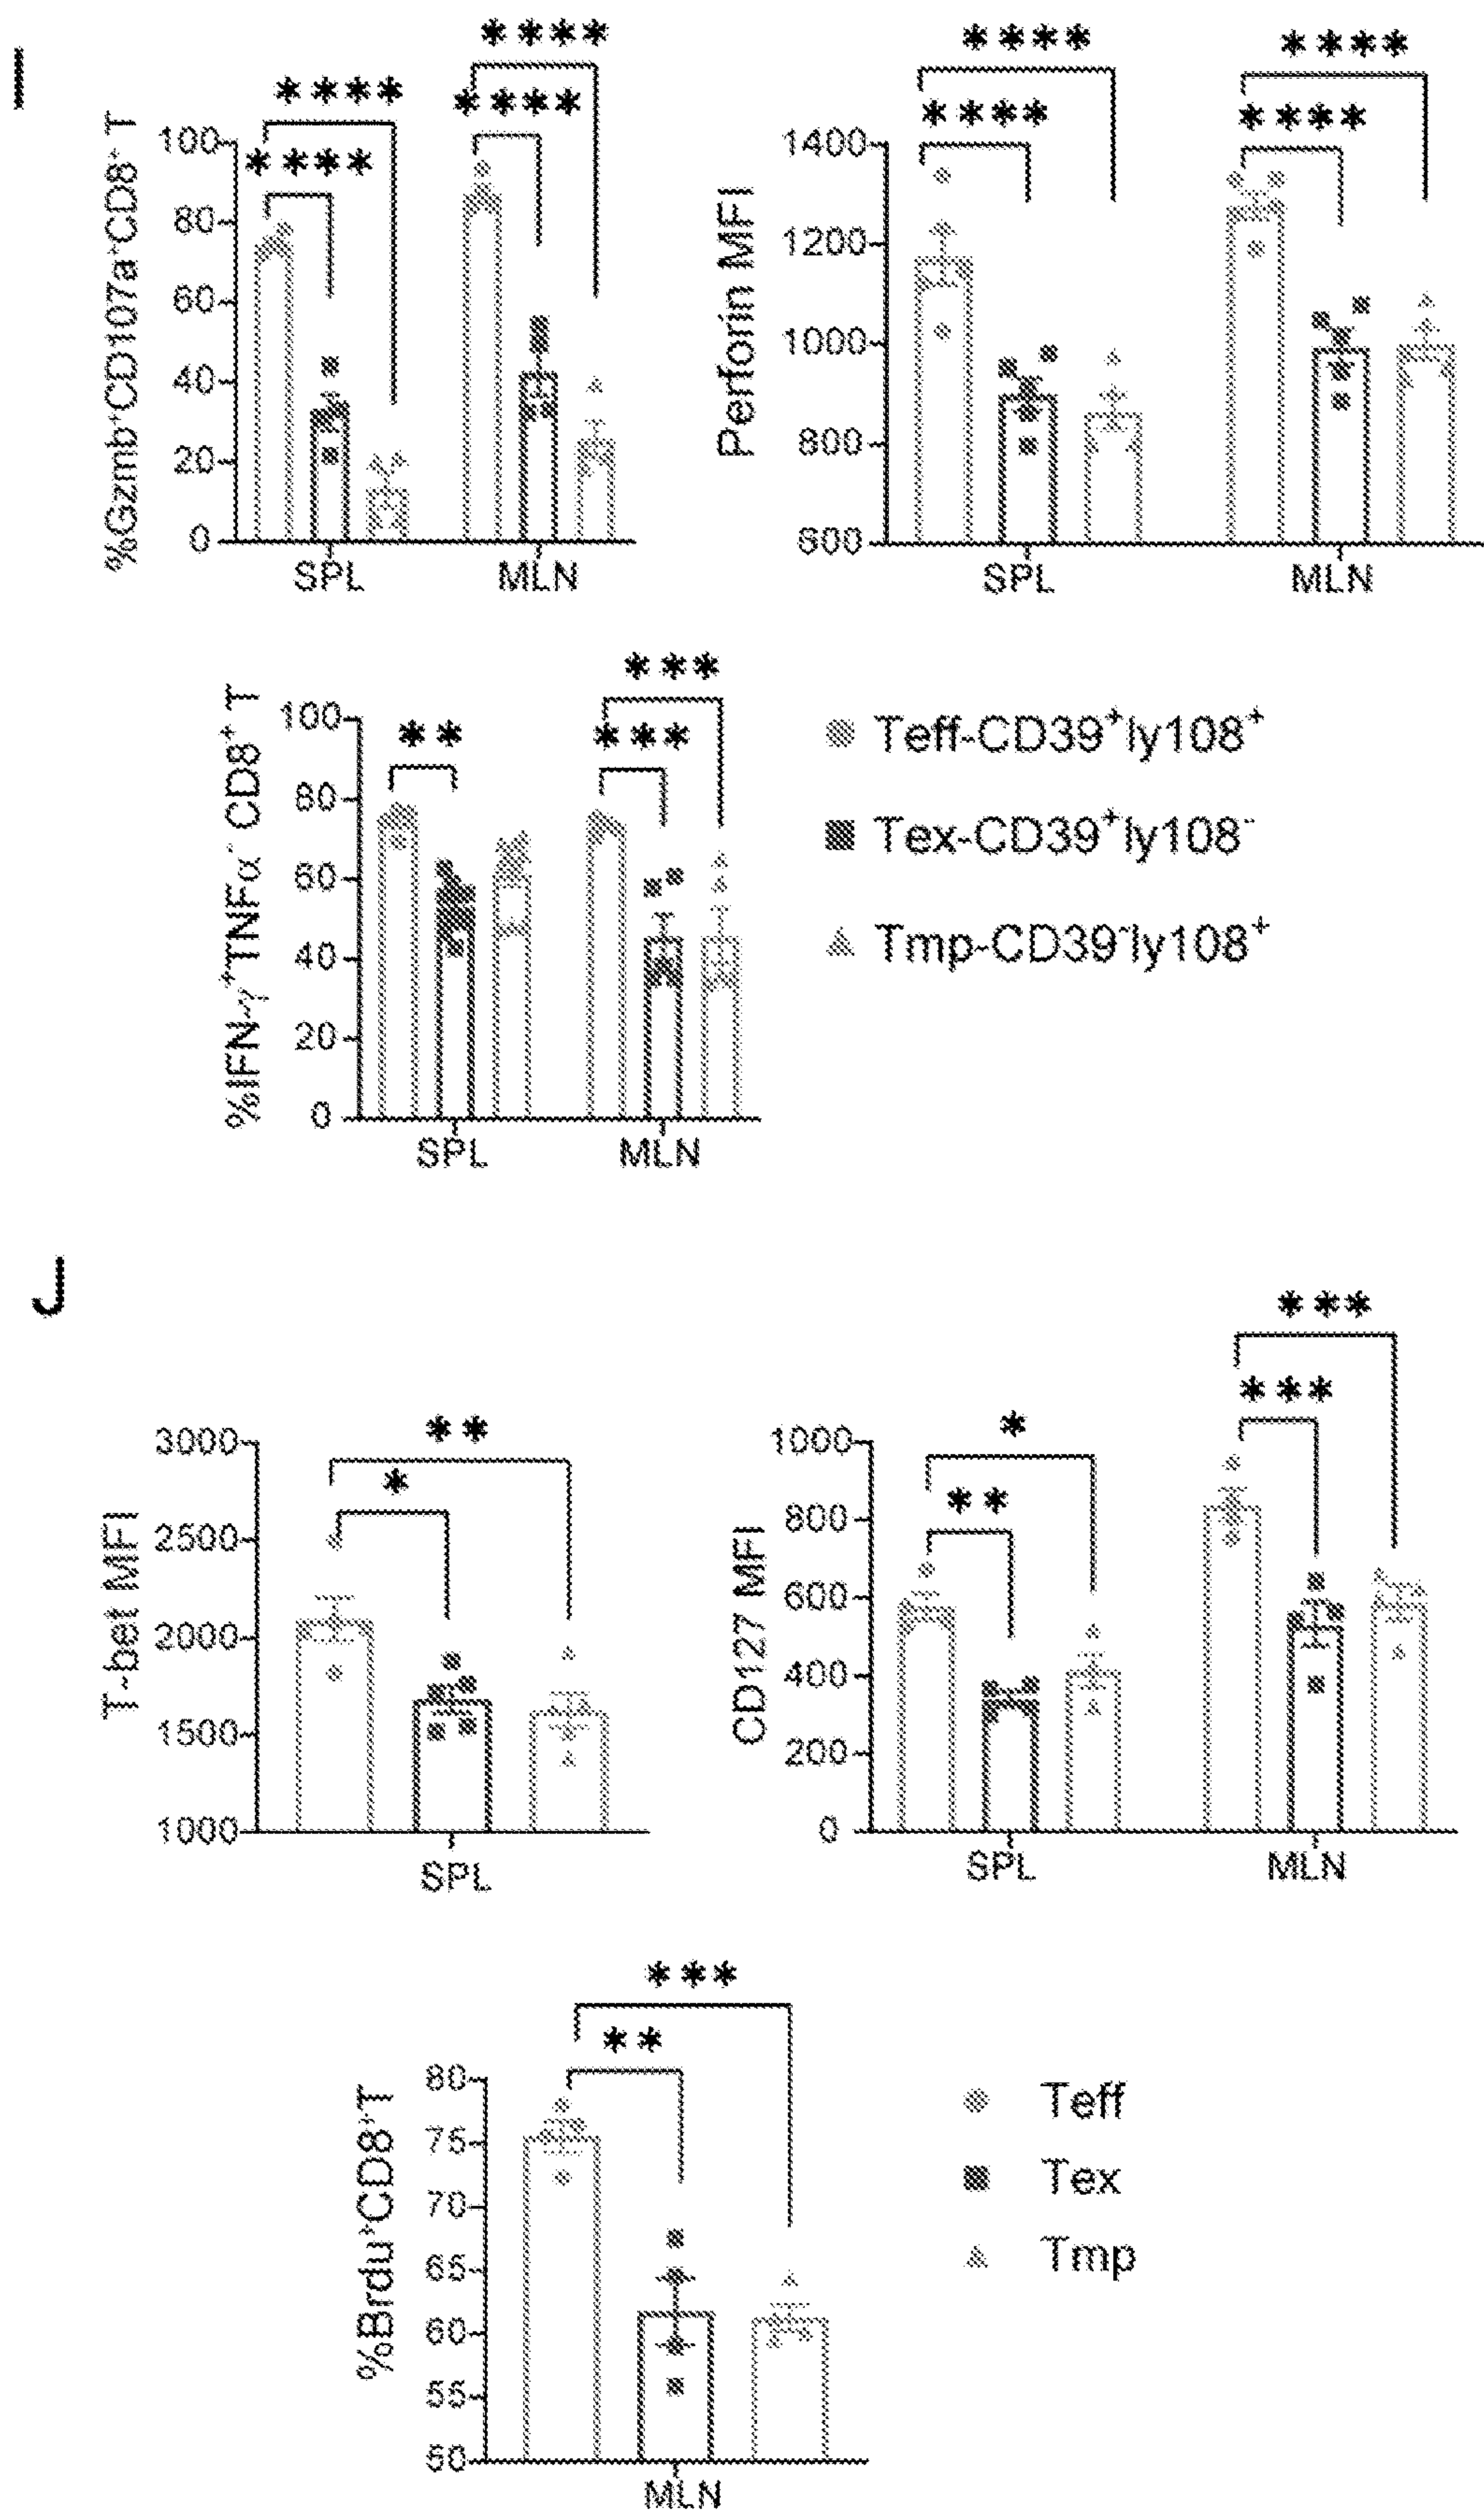 I
**** ****
**** ****
%Gzmb⁺CD107a⁺CD8⁺ T
100
80
60
40
20
0
SPL MLN
**** ****
**** ****
Perforin MFI
1400
1200
1000
800
600
SPL MLN
** *** ***
%IFN-γ⁺TNFα⁻ CD8⁺ T
100
80
60
40
20
0
SPL MLN
Teff-CD39⁺ly108⁺
Tex-CD39⁺ly108⁻
Tmp-CD39⁻ly108⁺
J
**
*
T-bet MFI
3000
2500
2000
1500
1000
SPL
* ***
** ***
CD127 MFI
1000
800
600
400
200
0
SPL MLN
***
**
%Brdu⁺CD8⁺T
80
75
70
65
60
55
50
MLN
Teff
Tex
Tmp